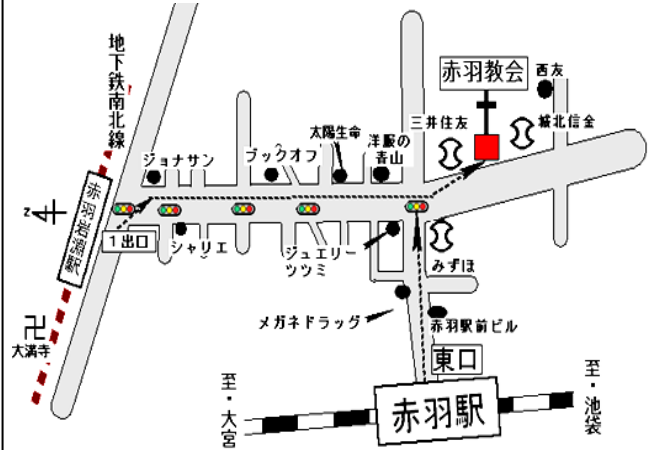 地下鉄南北線
赤羽教会
西友
三井住友
城北信金
太陽生命
洋服の
青山
ブックオフ
ジョナサン
赤羽岩淵駅
z
1出口
シャリエ
ジュエリー
ツツミ
みずほ
メガネドラッグ
赤羽駅前ビル
大満寺
東口
至・大宮
赤羽駅
至・池袋